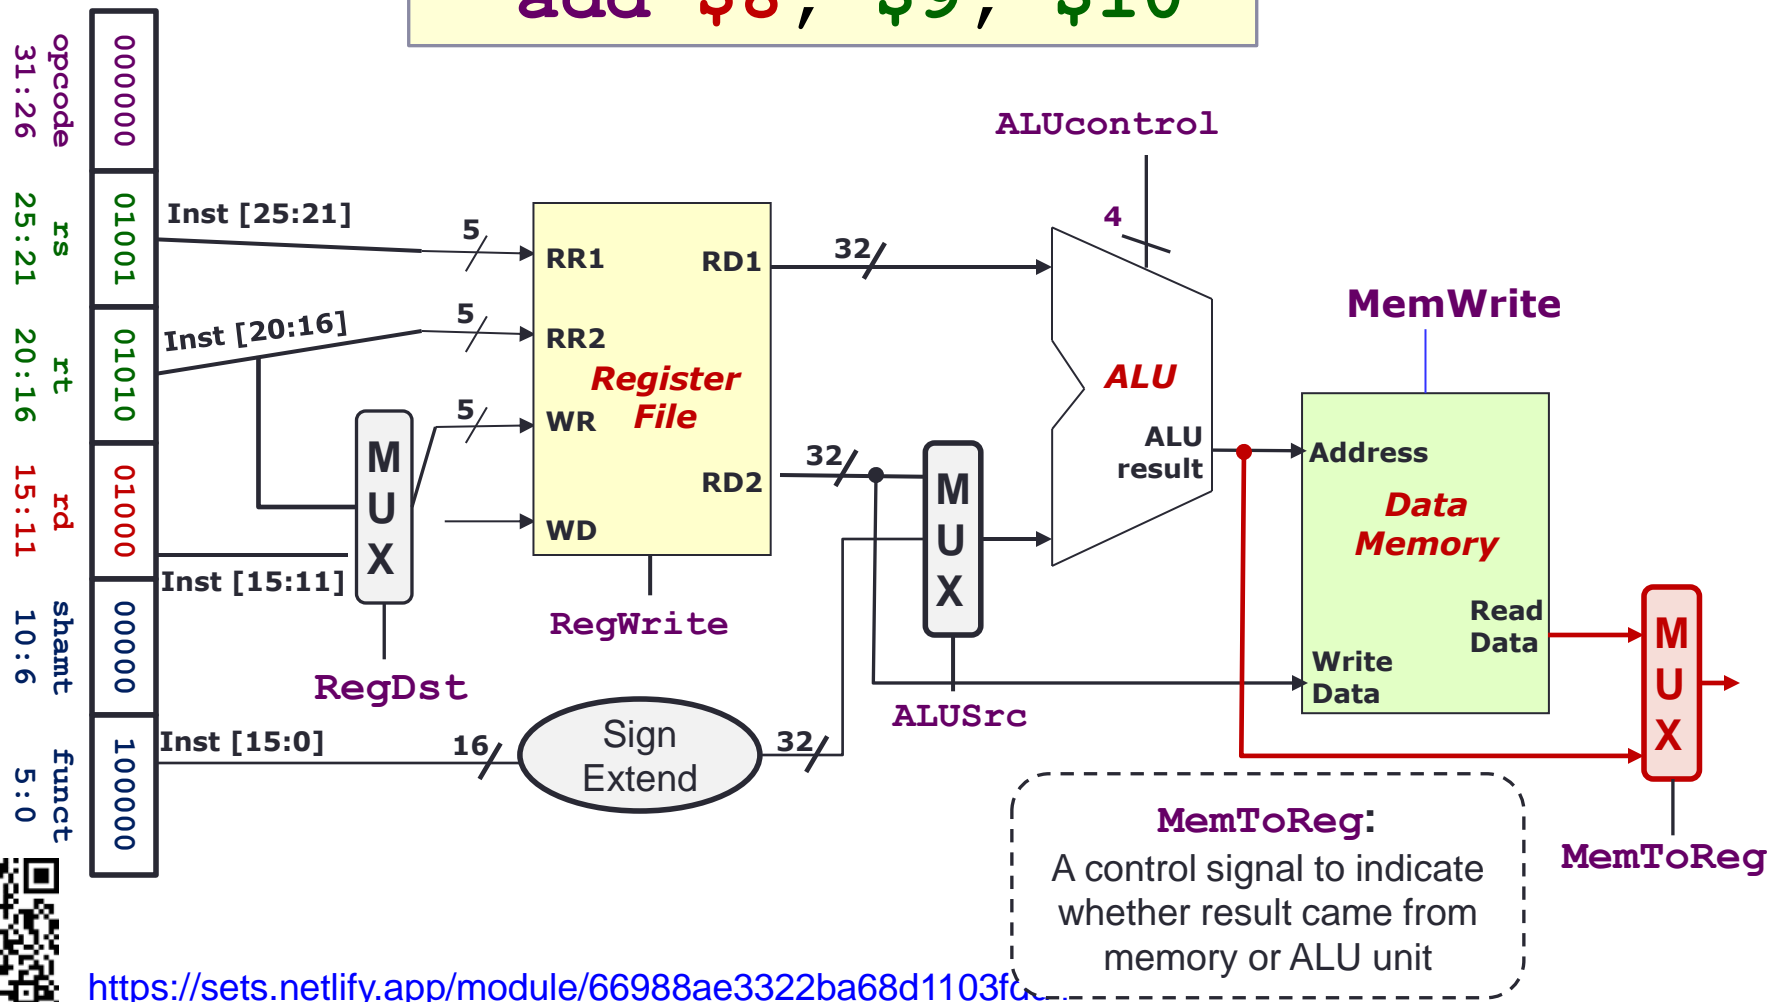 add $8, $9, $10
opcode
31:26
000000
rs
25:21
01001
rt
20:16
01010
rd
15:11
01000
shamt
10:6
00000
funct
5:0
100000
Inst [25:21]
5
Inst [20:16]
5
5
Inst [15:11]
MUX
RegDst
Inst [15:0]
16
Sign
Extend
32
RR1
RR2
WR
WD
RD1
RD2
Register
File
RegWrite
32
32
MUX
ALUSrc
ALUcontrol
4
ALU
ALU
result
MemWrite
Address
Data
Memory
Read
Data
Write
Data
MUX
MemToReg
MemToReg:
A control signal to indicate
whether result came from
memory or ALU unit
https://sets.netlify.app/module/66988ae3322ba68d1103f